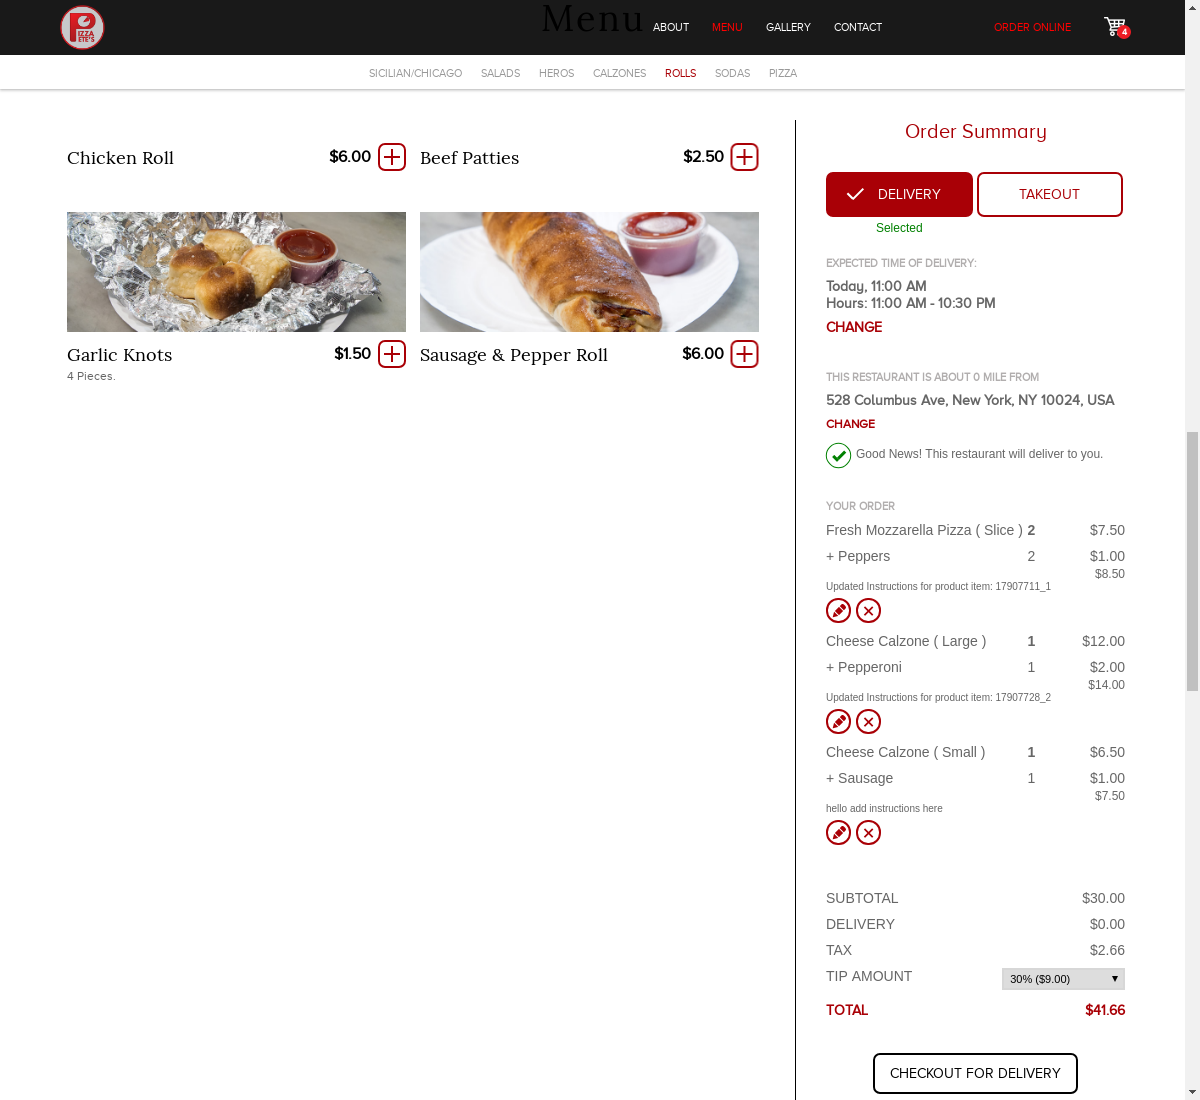 PIZZA
ETE'S
Menu
ABOUT MENU GALLERY CONTACT
ORDER ONLINE
4
SICILIAN/CHICAGO SALADS HEROS CALZONES ROLLS SODAS PIZZA
Chicken Roll $6.00
Beef Patties $2.50
Garlic Knots $1.50
4 Pieces.
Sausage & Pepper Roll $6.00
Order Summary
DELIVERY TAKEOUT
Selected
EXPECTED TIME OF DELIVERY:
Today, 11:00 AM
Hours: 11:00 AM - 10:30 PM
CHANGE
THIS RESTAURANT IS ABOUT 0 MILE FROM
528 Columbus Ave, New York, NY 10024, USA
CHANGE
Good News! This restaurant will deliver to you.
YOUR ORDER
Fresh Mozzarella Pizza ( Slice ) 2 $7.50
+ Peppers 2 $1.00
$8.50
Updated Instructions for product item: 17907711_1
Cheese Calzone ( Large ) 1 $12.00
+ Pepperoni 1 $2.00
$14.00
Updated Instructions for product item: 17907728_2
Cheese Calzone ( Small ) 1 $6.50
+ Sausage 1 $1.00
$7.50
hello add instructions here
SUBTOTAL $30.00
DELIVERY $0.00
TAX $2.66
TIP AMOUNT 30% ($9.00)
TOTAL $41.66
CHECKOUT FOR DELIVERY